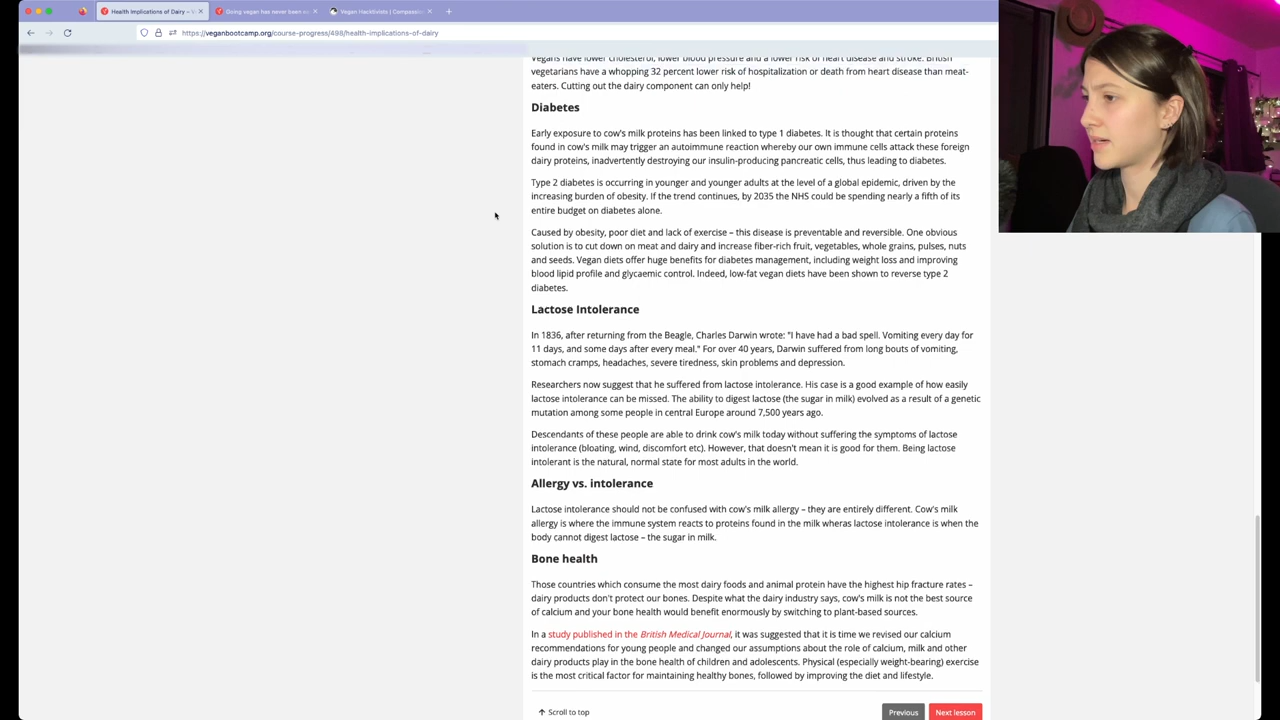 Health Implications of Dairy – V
Going vegan has never been ea
Vegan Hacktivists | Compassion
https://veganbootcamp.org/course-progress/498/health-implications-of-dairy
Vegans have lower cholesterol, lower blood pressure and a lower risk of heart disease and stroke. British
vegetarians have a whopping 32 percent lower risk of hospitalization or death from heart disease than meat-
eaters. Cutting out the dairy component can only help!
Diabetes
Early exposure to cow's milk proteins has been linked to type 1 diabetes. It is thought that certain proteins
found in cow's milk may trigger an autoimmune reaction whereby our own immune cells attack these foreign
dairy proteins, inadvertently destroying our insulin-producing pancreatic cells, thus leading to diabetes.
Type 2 diabetes is occurring in younger and younger adults at the level of a global epidemic, driven by the
increasing burden of obesity. If the trend continues, by 2035 the NHS could be spending nearly a fifth of its
entire budget on diabetes alone.
Caused by obesity, poor diet and lack of exercise – this disease is preventable and reversible. One obvious
solution is to cut down on meat and dairy and increase fiber-rich fruit, vegetables, whole grains, pulses, nuts
and seeds. Vegan diets offer huge benefits for diabetes management, including weight loss and improving
blood lipid profile and glycaemic control. Indeed, low-fat vegan diets have been shown to reverse type 2
diabetes.
Lactose Intolerance
In 1836, after returning from the Beagle, Charles Darwin wrote: "I have had a bad spell. Vomiting every day for
11 days, and some days after every meal." For over 40 years, Darwin suffered from long bouts of vomiting,
stomach cramps, headaches, severe tiredness, skin problems and depression.
Researchers now suggest that he suffered from lactose intolerance. His case is a good example of how easily
lactose intolerance can be missed. The ability to digest lactose (the sugar in milk) evolved as a result of a genetic
mutation among some people in central Europe around 7,500 years ago.
Descendants of these people are able to drink cow's milk today without suffering the symptoms of lactose
intolerance (bloating, wind, discomfort etc). However, that doesn't mean it is good for them. Being lactose
intolerant is the natural, normal state for most adults in the world.
Allergy vs. intolerance
Lactose intolerance should not be confused with cow's milk allergy – they are entirely different. Cow's milk
allergy is where the immune system reacts to proteins found in the milk wheras lactose intolerance is when the
body cannot digest lactose – the sugar in milk.
Bone health
Those countries which consume the most dairy foods and animal protein have the highest hip fracture rates –
dairy products don't protect our bones. Despite what the dairy industry says, cow's milk is not the best source
of calcium and your bone health would benefit enormously by switching to plant-based sources.
In a study published in the British Medical Journal, it was suggested that it is time we revised our calcium
recommendations for young people and changed our assumptions about the role of calcium, milk and other
dairy products play in the bone health of children and adolescents. Physical (especially weight-bearing) exercise
is the most critical factor for maintaining healthy bones, followed by improving the diet and lifestyle.
Scroll to top
Previous
Next lesson